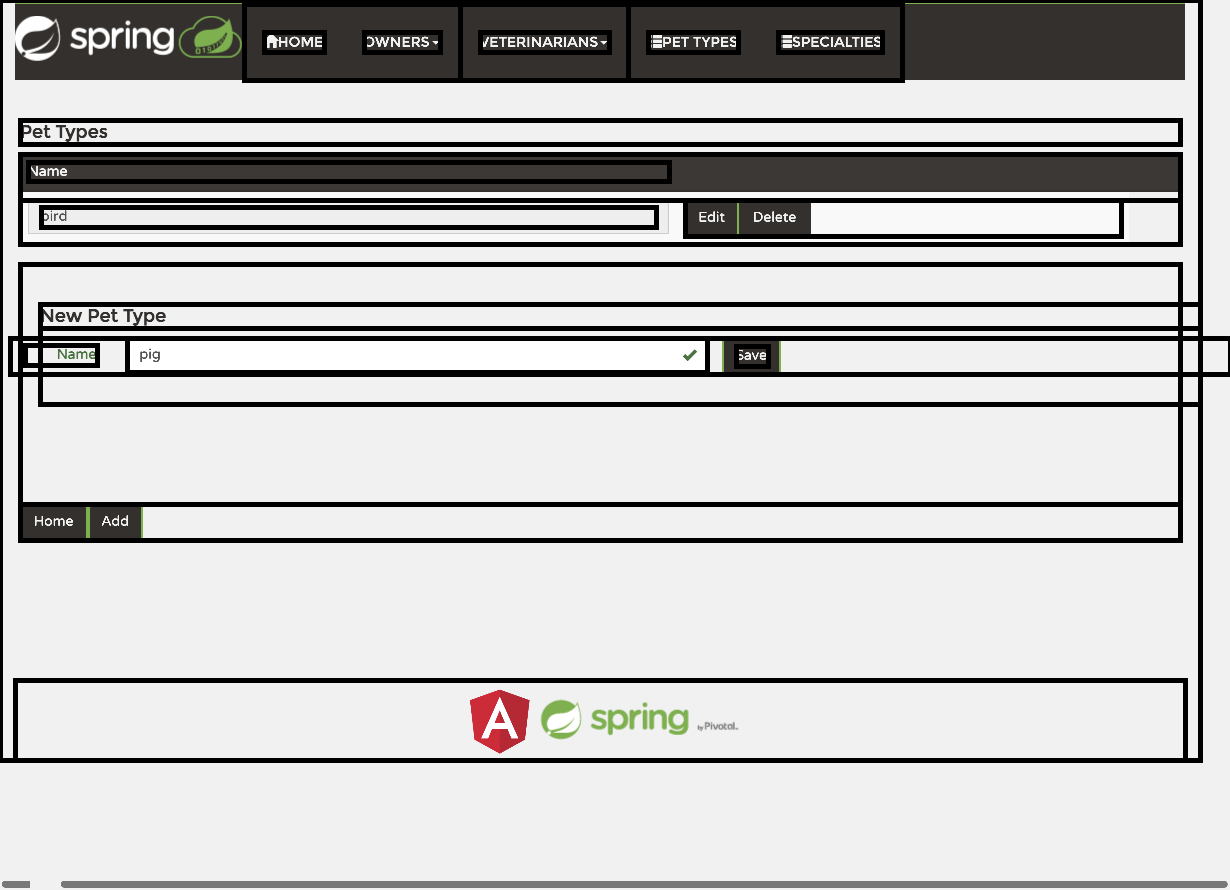 spring
HOME OWNERS VETERINARIANS PET TYPES SPECIALTIES
Pet Types
Name
bird Edit Delete
New Pet Type
Name pig Save
Home Add
spring by Pivotal.